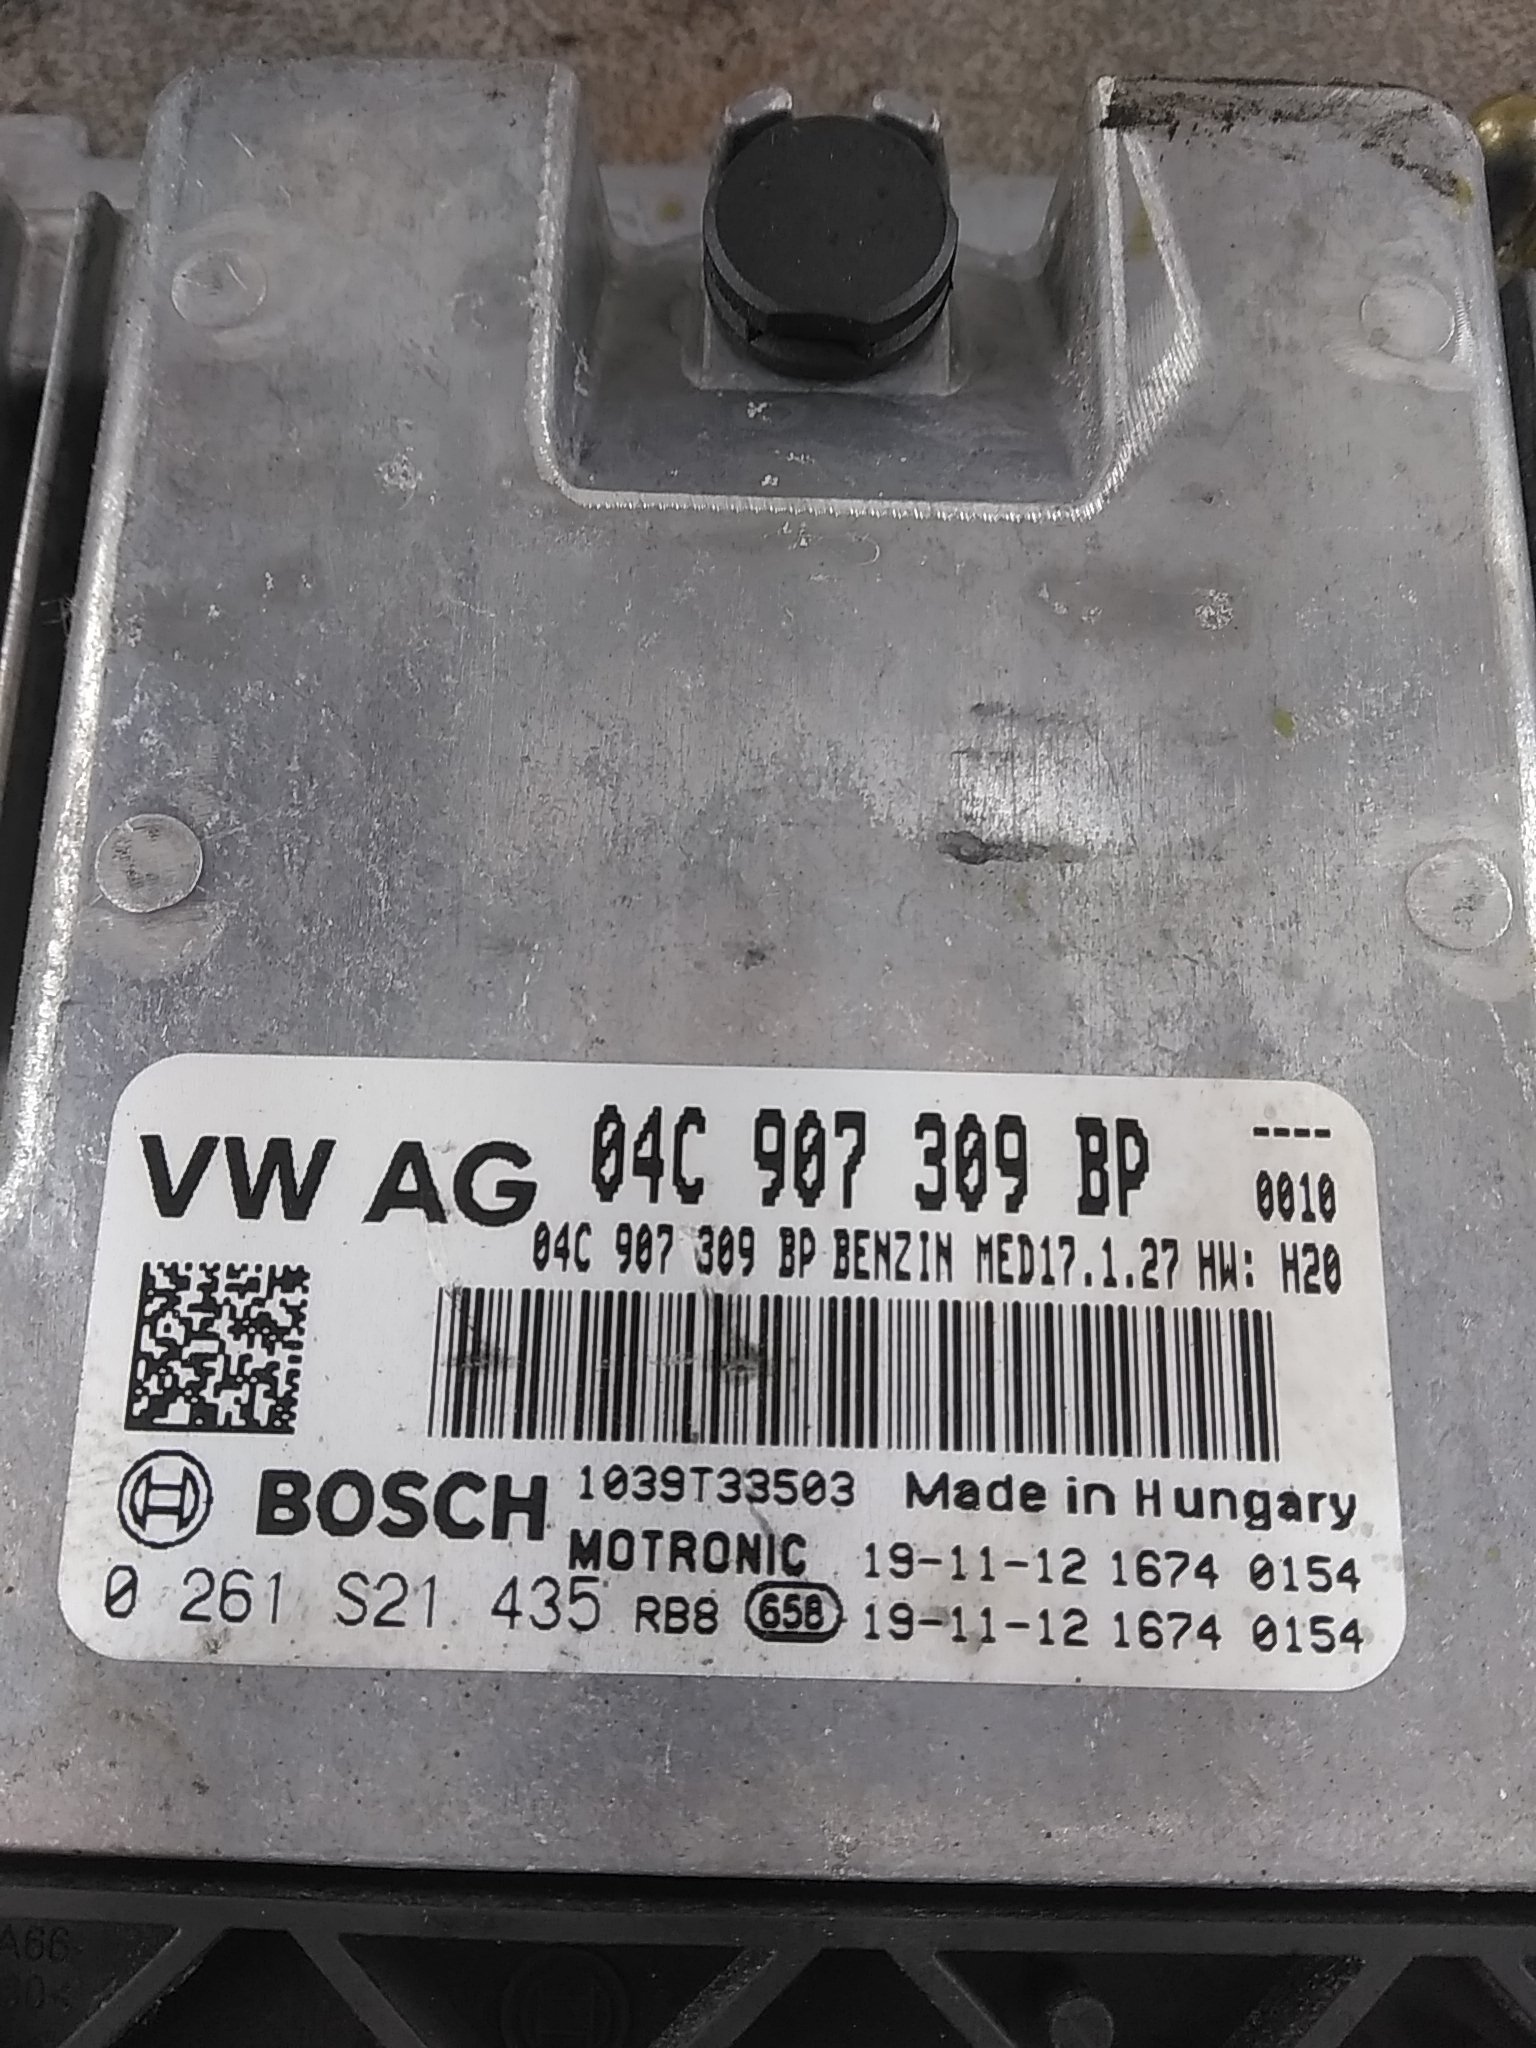 VW AG 04C 907 309 BP ----
0010
04C 907 309 BP BENZIN MED17.1.27 HW: H20
BOSCH 1039T33503 Made in Hungary
MOTRONIC 19-11-12 1674 0154
0 261 S21 435 RB8 658 19-11-12 1674 0154
A66